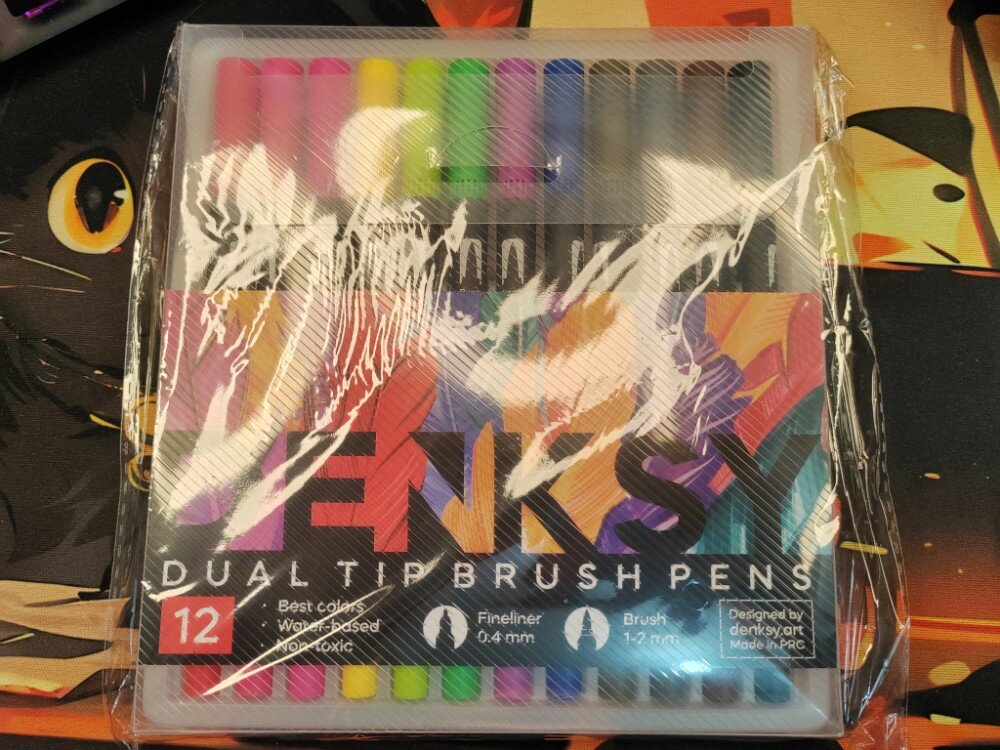 DENKSY
DUAL TIP BRUSH PENS
12
· Best colors
· Water-based
· Non-toxic
Fineliner
0.4 mm
Brush
1-2 mm
Designed by
denksy.art
Made in PRC